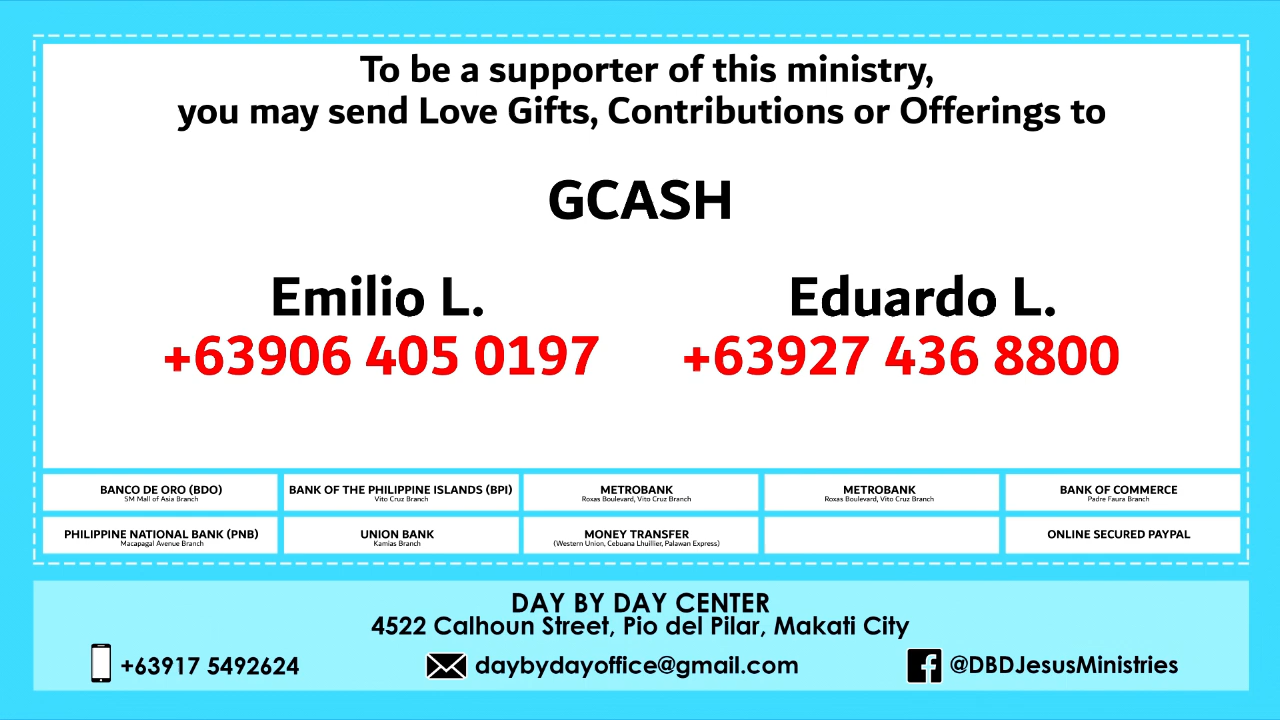 To be a supporter of this ministry,
you may send Love Gifts, Contributions or Offerings to
GCASH
Emilio L.
+63906 405 0197
Eduardo L.
+63927 436 8800
BANCO DE ORO (BDO)
SM Mall of Asia Branch
BANK OF THE PHILIPPINE ISLANDS (BPI)
Vito Cruz Branch
METROBANK
Roxas Boulevard, Vito Cruz Branch
METROBANK
Roxas Boulevard, Vito Cruz Branch
BANK OF COMMERCE
Padre Faura Branch
PHILIPPINE NATIONAL BANK (PNB)
Macapagal Avenue Branch
UNION BANK
Kamias Branch
MONEY TRANSFER
(Western Union, Cebuana Lhuillier, Palawan Express)
ONLINE SECURED PAYPAL
DAY BY DAY CENTER
4522 Calhoun Street, Pio del Pilar, Makati City
+63917 5492624
daybydayoffice@gmail.com
@DBDJesusMinistries